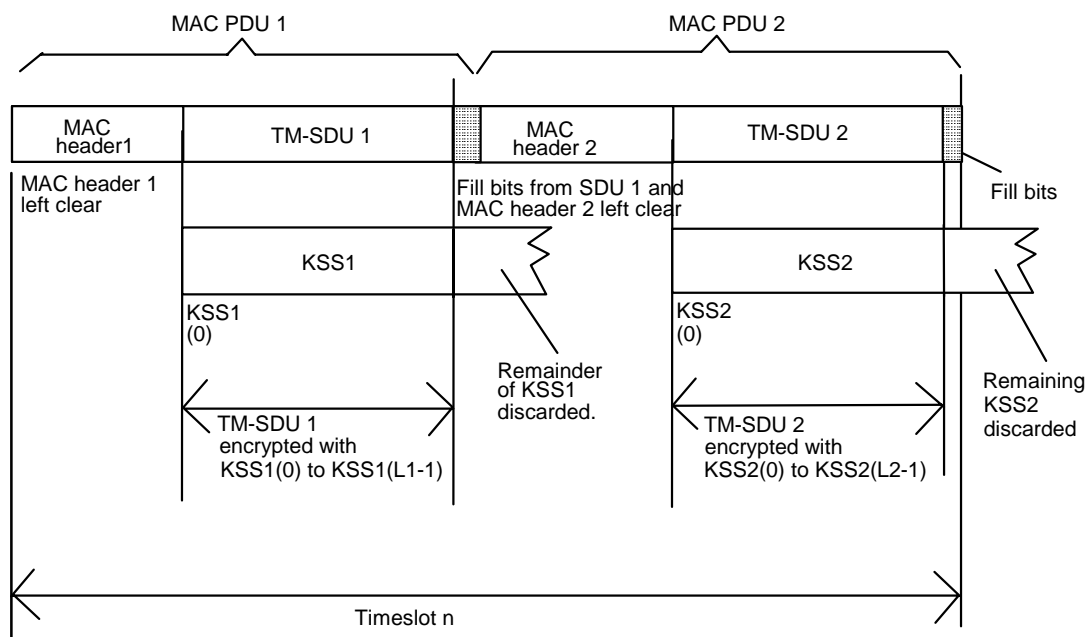 MAC PDU 1
MAC PDU 2
MAC
header1
TM-SDU 1
MAC
header 2
TM-SDU 2
MAC header 1
left clear
Fill bits from SDU 1 and
MAC header 2 left clear
Fill bits
KSS1
KSS2
KSS1
(0)
KSS2
(0)
Remainder
of KSS1
discarded.
Remaining
KSS2
discarded
TM-SDU 1
encrypted with
KSS1(0) to KSS1(L1-1)
TM-SDU 2
encrypted with
KSS2(0) to KSS2(L2-1)
Timeslot n